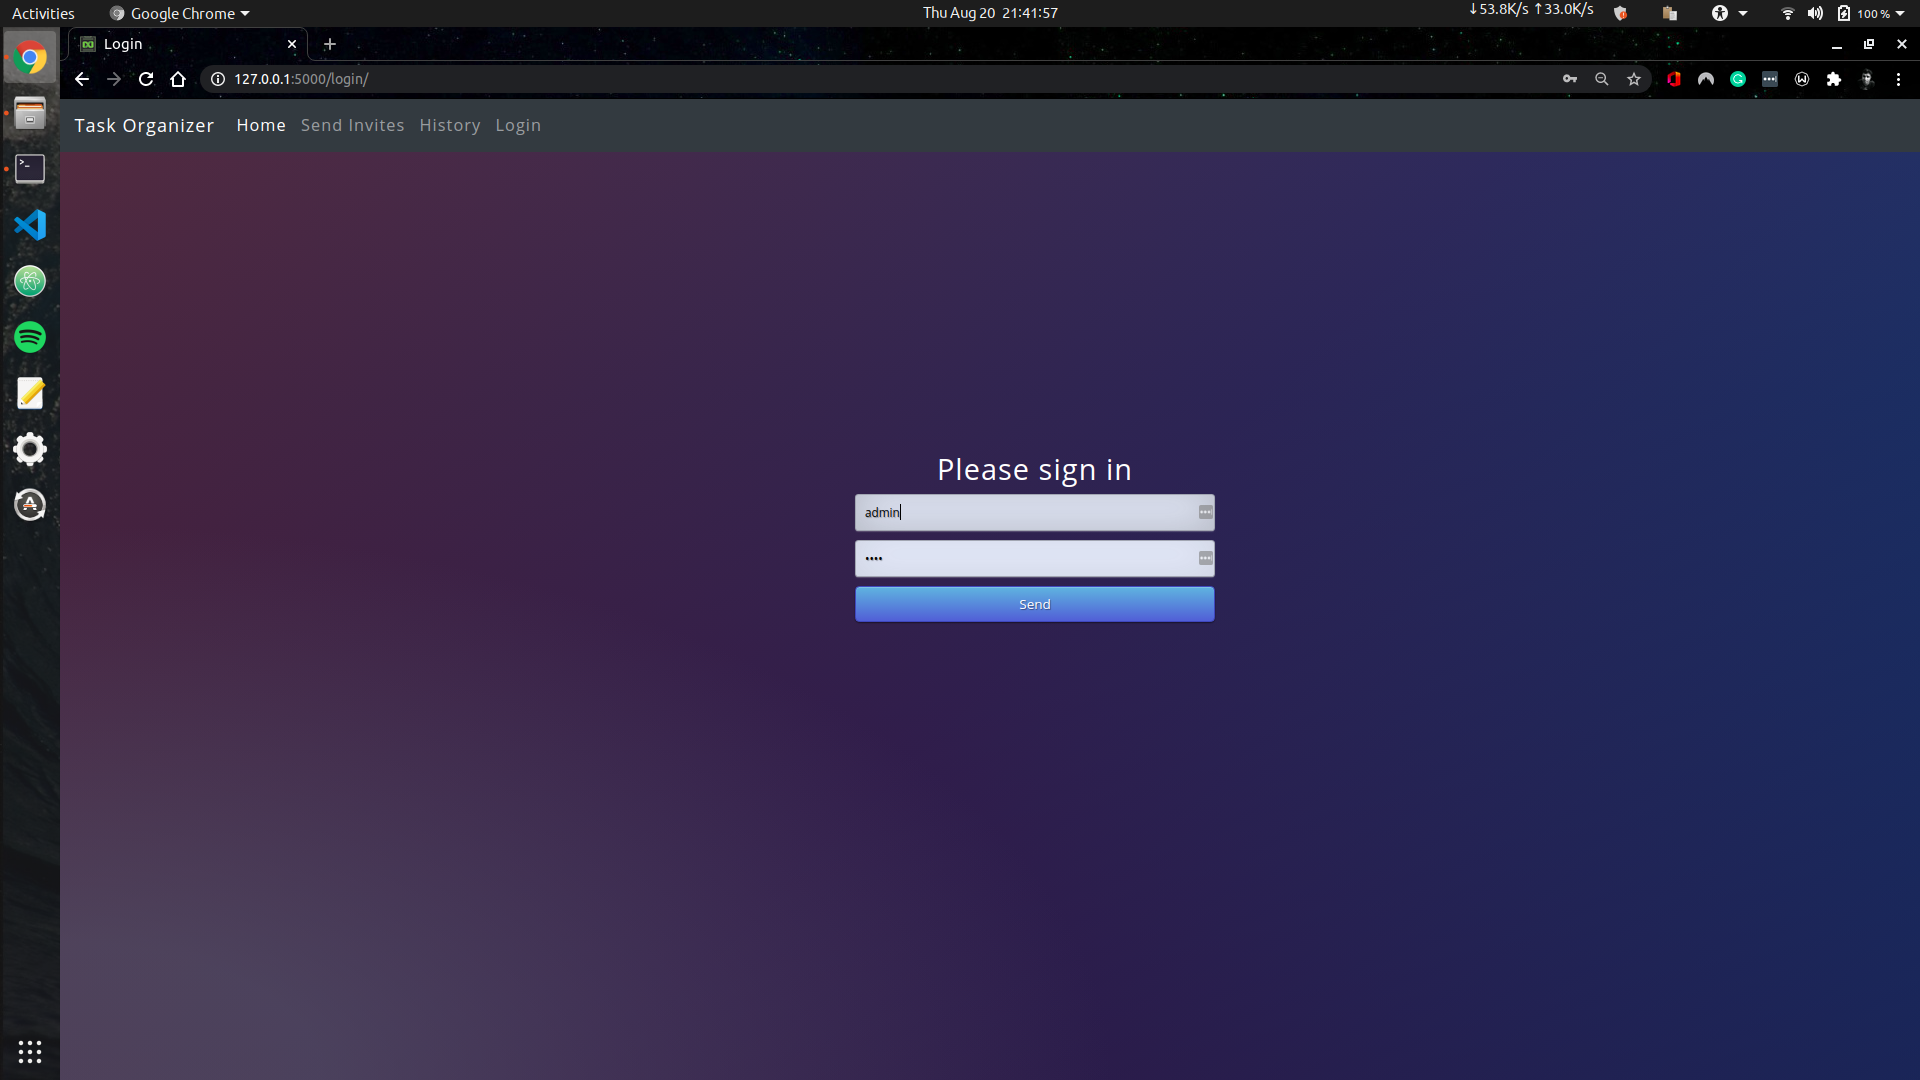 Activities Google Chrome Thu Aug 20 21:41:57 ↓53.8K/s ↑33.0K/s 100 %
Login
127.0.0.1:5000/login/
Task Organizer Home Send Invites History Login
Please sign in
admin
••••
Send